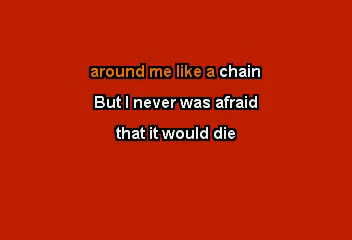 around me like a chain
But I never was afraid
that it would die